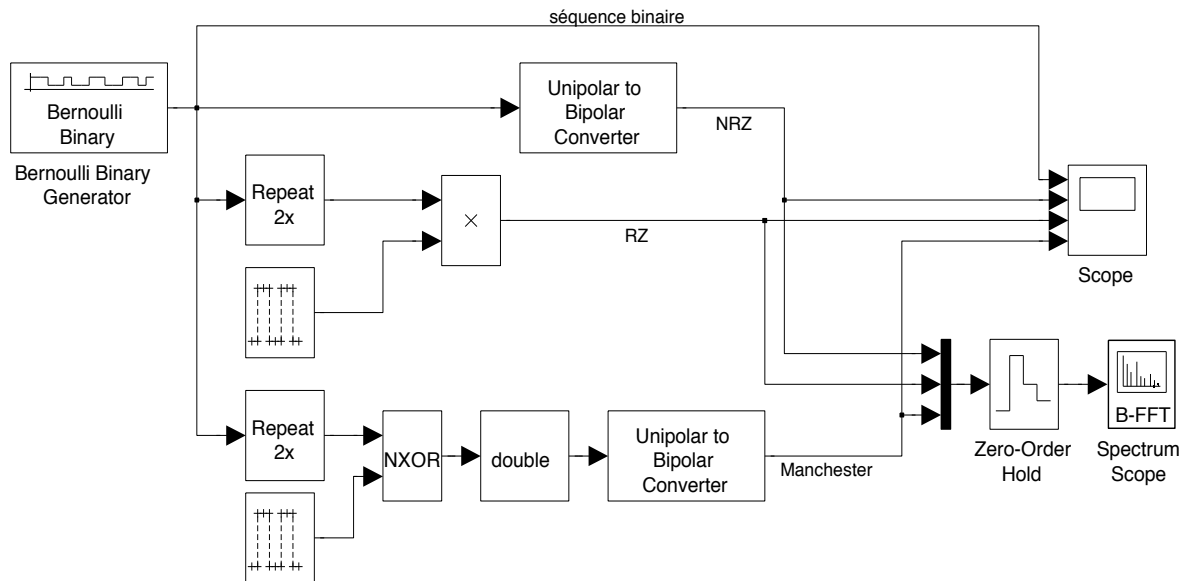 séquence binaire
Bernoulli
Binary
Bernoulli Binary
Generator
Unipolar to
Bipolar
Converter
NRZ
Repeat
2x
×
RZ
Scope
Repeat
2x
NXOR
double
Unipolar to
Bipolar
Converter
Manchester
Zero-Order
Hold
B-FFT
Spectrum
Scope